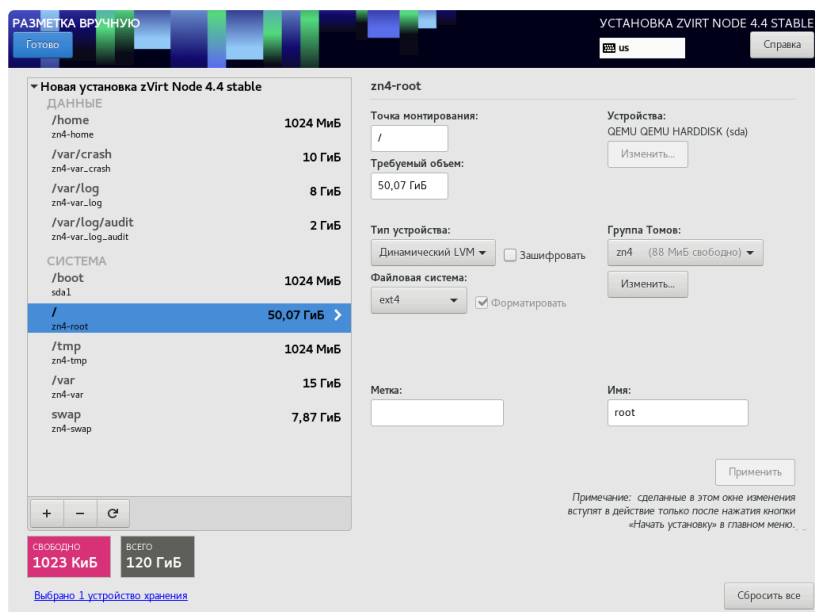 РАЗМЕТКА ВРУЧНУЮ
УСТАНОВКА ZVIRT NODE 4.4 STABLE
Готово
us
Справка
Новая установка zVirt Node 4.4 stable
ДАННЫЕ
/home
1024 МиБ
zn4-home
/var/crash
10 ГиБ
zn4-var_crash
/var/log
8 ГиБ
zn4-var_log
/var/log/audit
2 ГиБ
zn4-var_log_audit
СИСТЕМА
/boot
1024 МиБ
sda1
/
50,07 ГиБ
zn4-root
/tmp
1024 МиБ
zn4-tmp
/var
15 ГиБ
zn4-var
swap
7,87 ГиБ
zn4-swap
+ −
СВОБОДНО
1023 КиБ
ВСЕГО
120 ГиБ
Выбрано 1 устройство хранения
zn4-root
Точка монтирования:
/
Требуемый объем:
50,07 ГиБ
Устройства:
QEMU QEMU HARDDISK (sda)
Изменить...
Тип устройства:
Динамический LVM
Зашифровать
Файловая система:
ext4
Форматировать
Группа Томов:
zn4 (88 МиБ свободно)
Изменить...
Метка:
Имя:
root
Применить
Примечание: сделанные в этом окне изменения
вступят в действие только после нажатия кнопки
«Начать установку» в главном меню.
Сбросить все